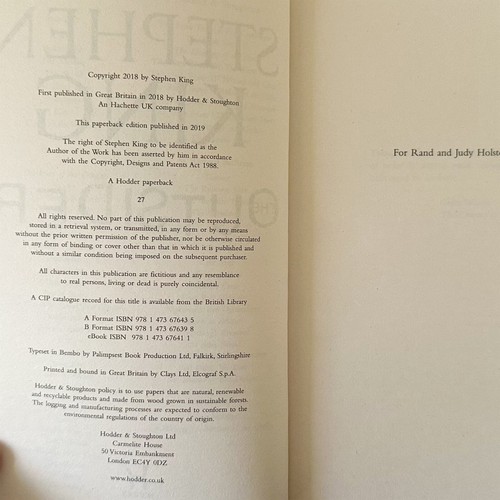 Copyright 2018 by Stephen King
First published in Great Britain in 2018 by Hodder & Stoughton
An Hachette UK company
This paperback edition published in 2019
The right of Stephen King to be identified as the
Author of the Work has been asserted by him in accordance
with the Copyright, Designs and Patents Act 1988.
A Hodder paperback
27
All rights reserved. No part of this publication may be reproduced,
stored in a retrieval system, or transmitted, in any form or by any means
without the prior written permission of the publisher, nor be otherwise circulated
in any form of binding or cover other than that in which it is published and
without a similar condition being imposed on the subsequent purchaser.
All characters in this publication are fictitious and any resemblance
to real persons, living or dead is purely coincidental.
A CIP catalogue record for this title is available from the British Library
A Format ISBN 978 1 473 67643 5
B Format ISBN 978 1 473 67639 8
eBook ISBN 978 1 473 67641 1
Typeset in Bembo by Palimpsest Book Production Ltd, Falkirk, Stirlingshire
Printed and bound in Great Britain by Clays Ltd, Elcograf S.p.A.
Hodder & Stoughton policy is to use papers that are natural, renewable
and recyclable products and made from wood grown in sustainable forests.
The logging and manufacturing processes are expected to conform to the
environmental regulations of the country of origin.
Hodder & Stoughton Ltd
Carmelite House
50 Victoria Embankment
London EC4Y 0DZ
www.hodder.co.uk
For Rand and Judy Holst
STEPHEN
KING
OUTSIDER